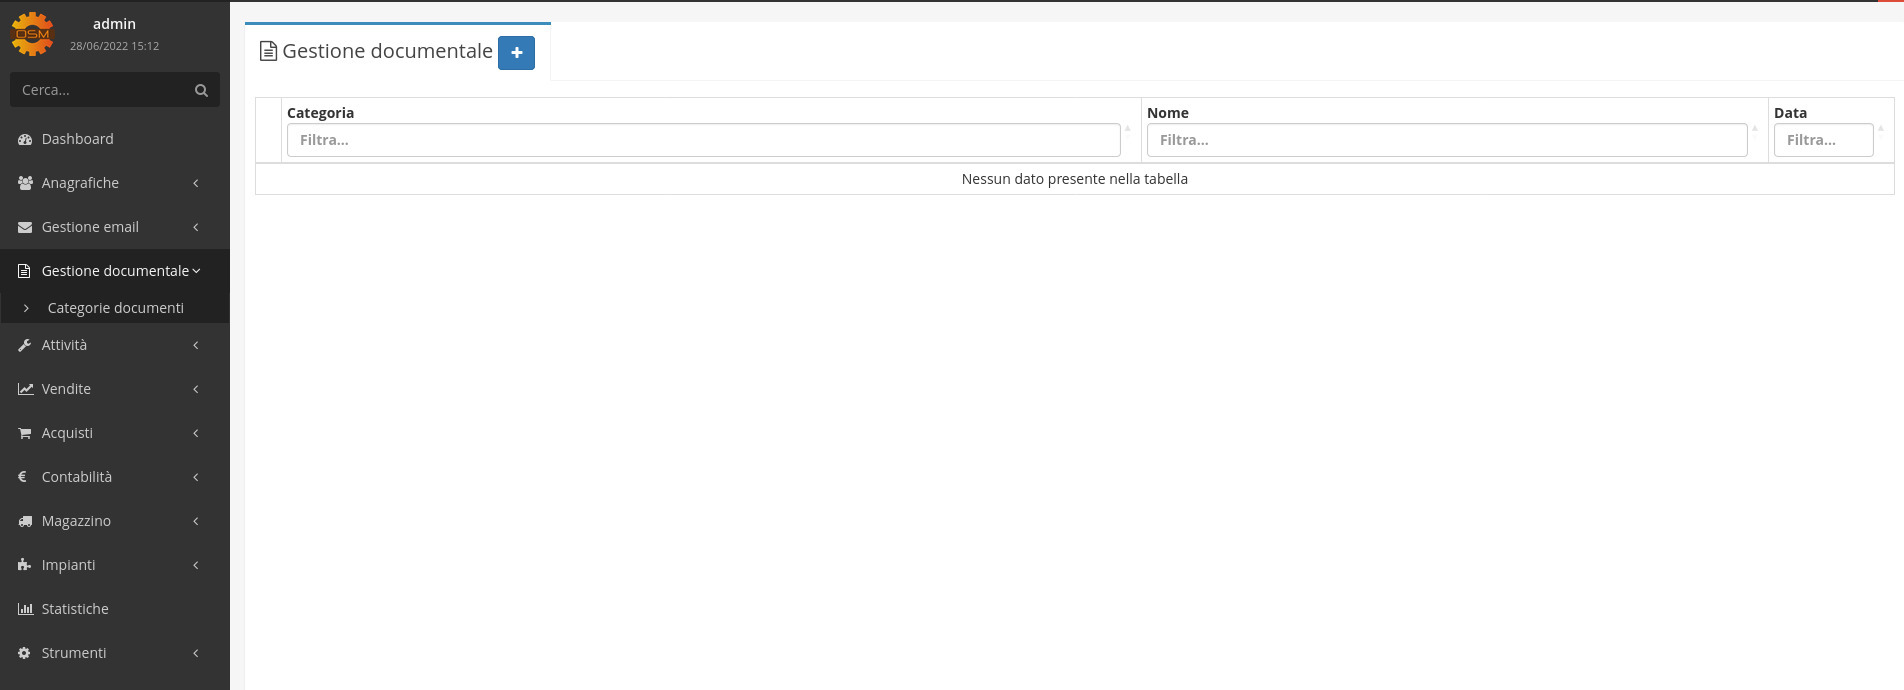 OSM
admin
28/06/2022 15:12
Cerca...
Dashboard
Anagrafiche
Gestione email
Gestione documentale
Categorie documenti
Attività
Vendite
Acquisti
Contabilità
Magazzino
Impianti
Statistiche
Strumenti
Gestione documentale
Categoria Nome Data
Filtra... Filtra... Filtra...
Nessun dato presente nella tabella